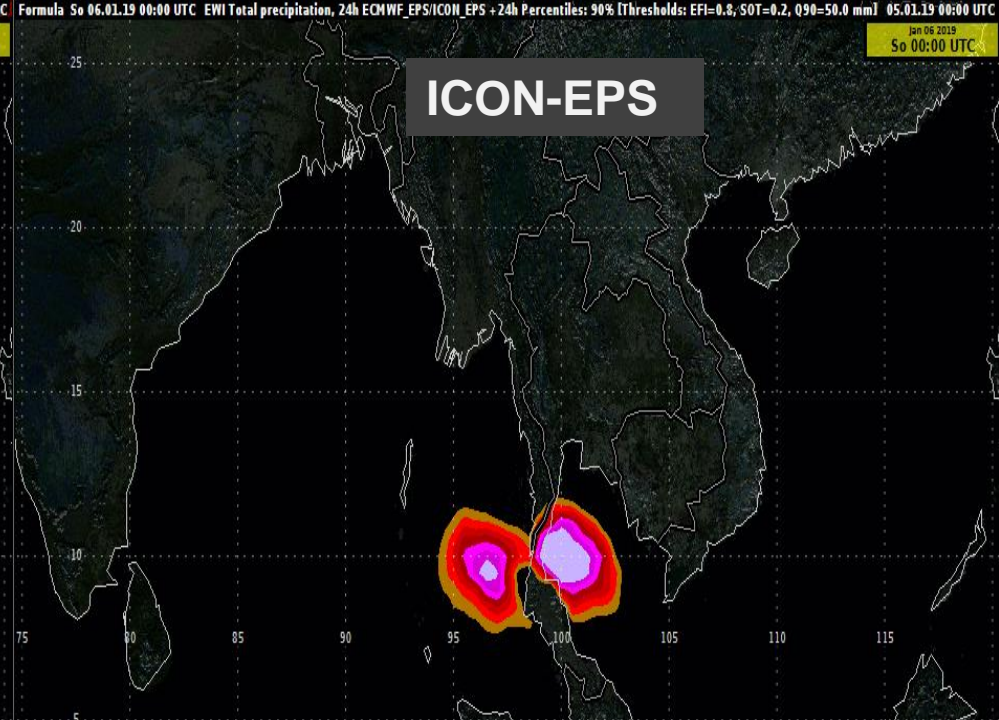 C Formula So 06.01.19 00:00 UTC EWI Total precipitation, 24h ECMWF_EPS/ICON_EPS + 24h Percentiles: 90% [Thresholds: EFI=0.8, SOT=0.2, Q90=50.0 mm] 05.01.19 00:00 UTC
Jan 06 2019
So 00:00 UTC
ICON-EPS
25
20
15
10
75 80 85 90 95 100 105 110 115
5